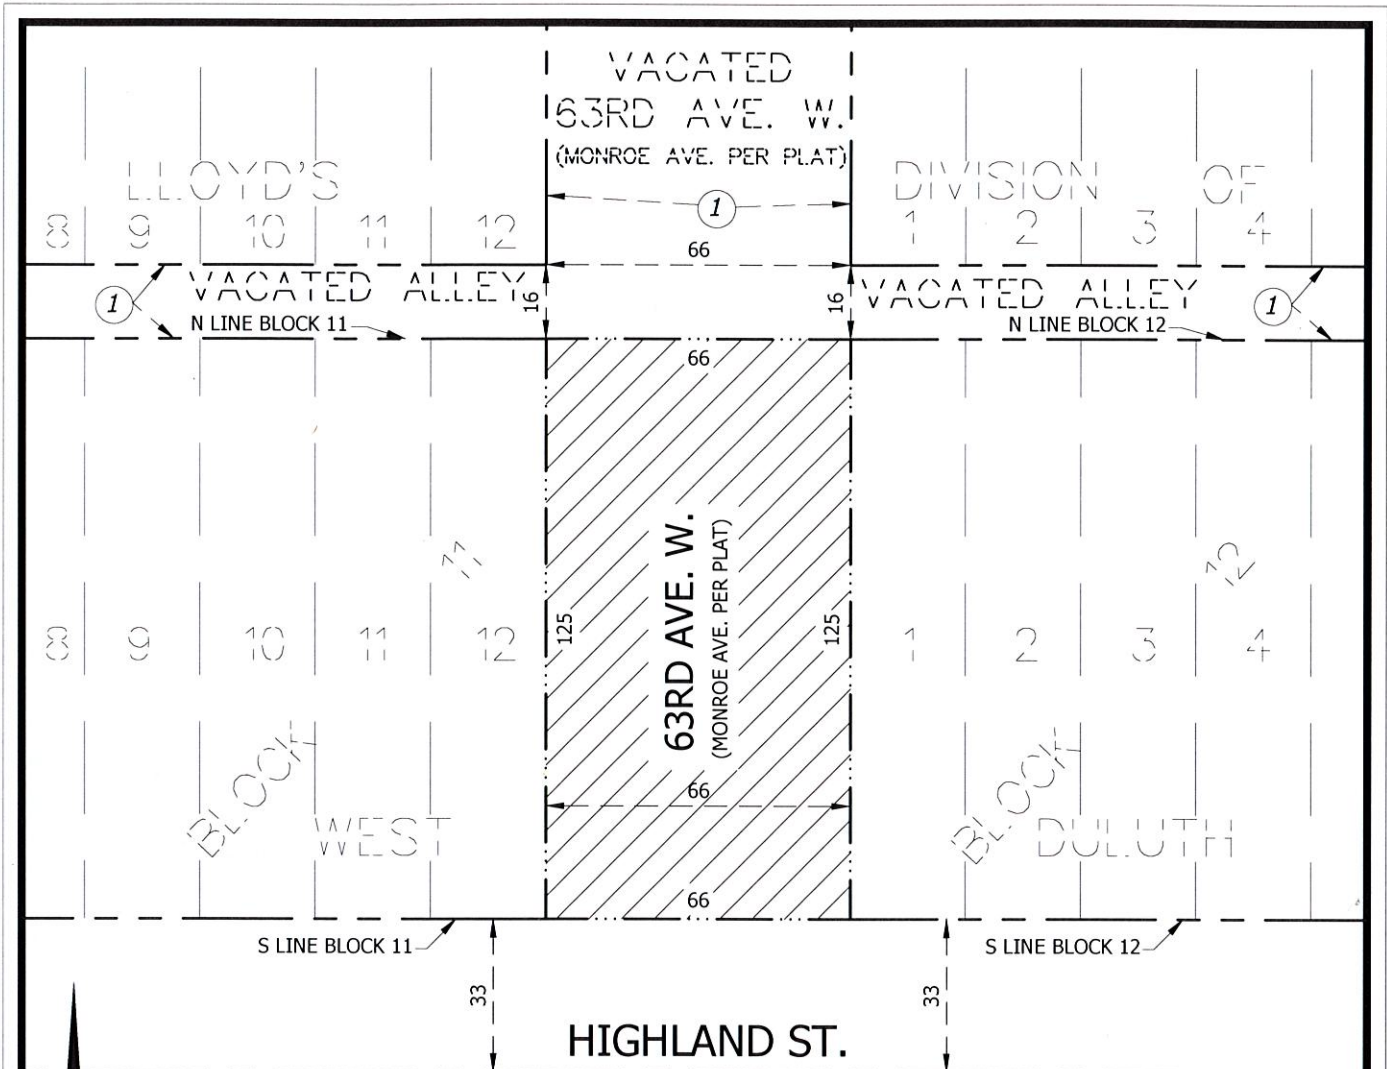 VACATED
63RD AVE. W.
(MONROE AVE. PER PLAT)
LLOYD'S
DIVISION OF
1
8 9 10 11 12
66
1 2 3 4
VACATED ALLEY
16
16
VACATED ALLEY
1
1
N LINE BLOCK 11
N LINE BLOCK 12
66
63RD AVE. W.
(MONROE AVE. PER PLAT)
11
12
125
125
8 9 10 11 12
1 2 3 4
66
BLOCK
BLOCK
WEST
DULUTH
66
S LINE BLOCK 11
S LINE BLOCK 12
33
33
HIGHLAND ST.